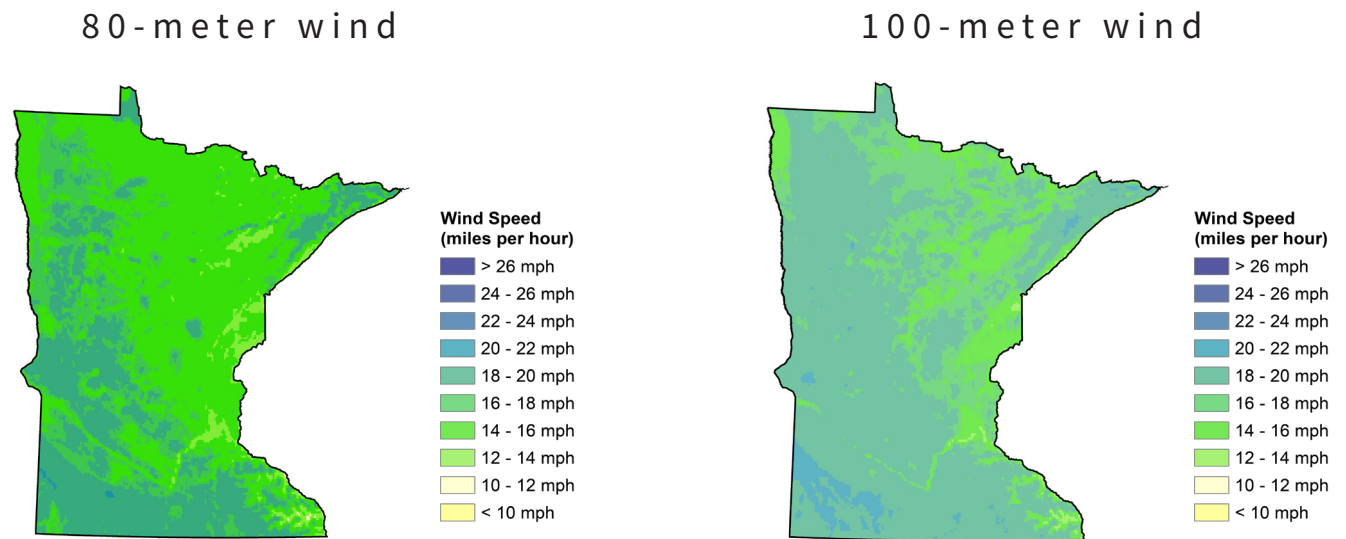 80-meter wind
100-meter wind
Wind Speed
(miles per hour)
> 26 mph
24 - 26 mph
22 - 24 mph
20 - 22 mph
18 - 20 mph
16 - 18 mph
14 - 16 mph
12 - 14 mph
10 - 12 mph
< 10 mph
Wind Speed
(miles per hour)
> 26 mph
24 - 26 mph
22 - 24 mph
20 - 22 mph
18 - 20 mph
16 - 18 mph
14 - 16 mph
12 - 14 mph
10 - 12 mph
< 10 mph